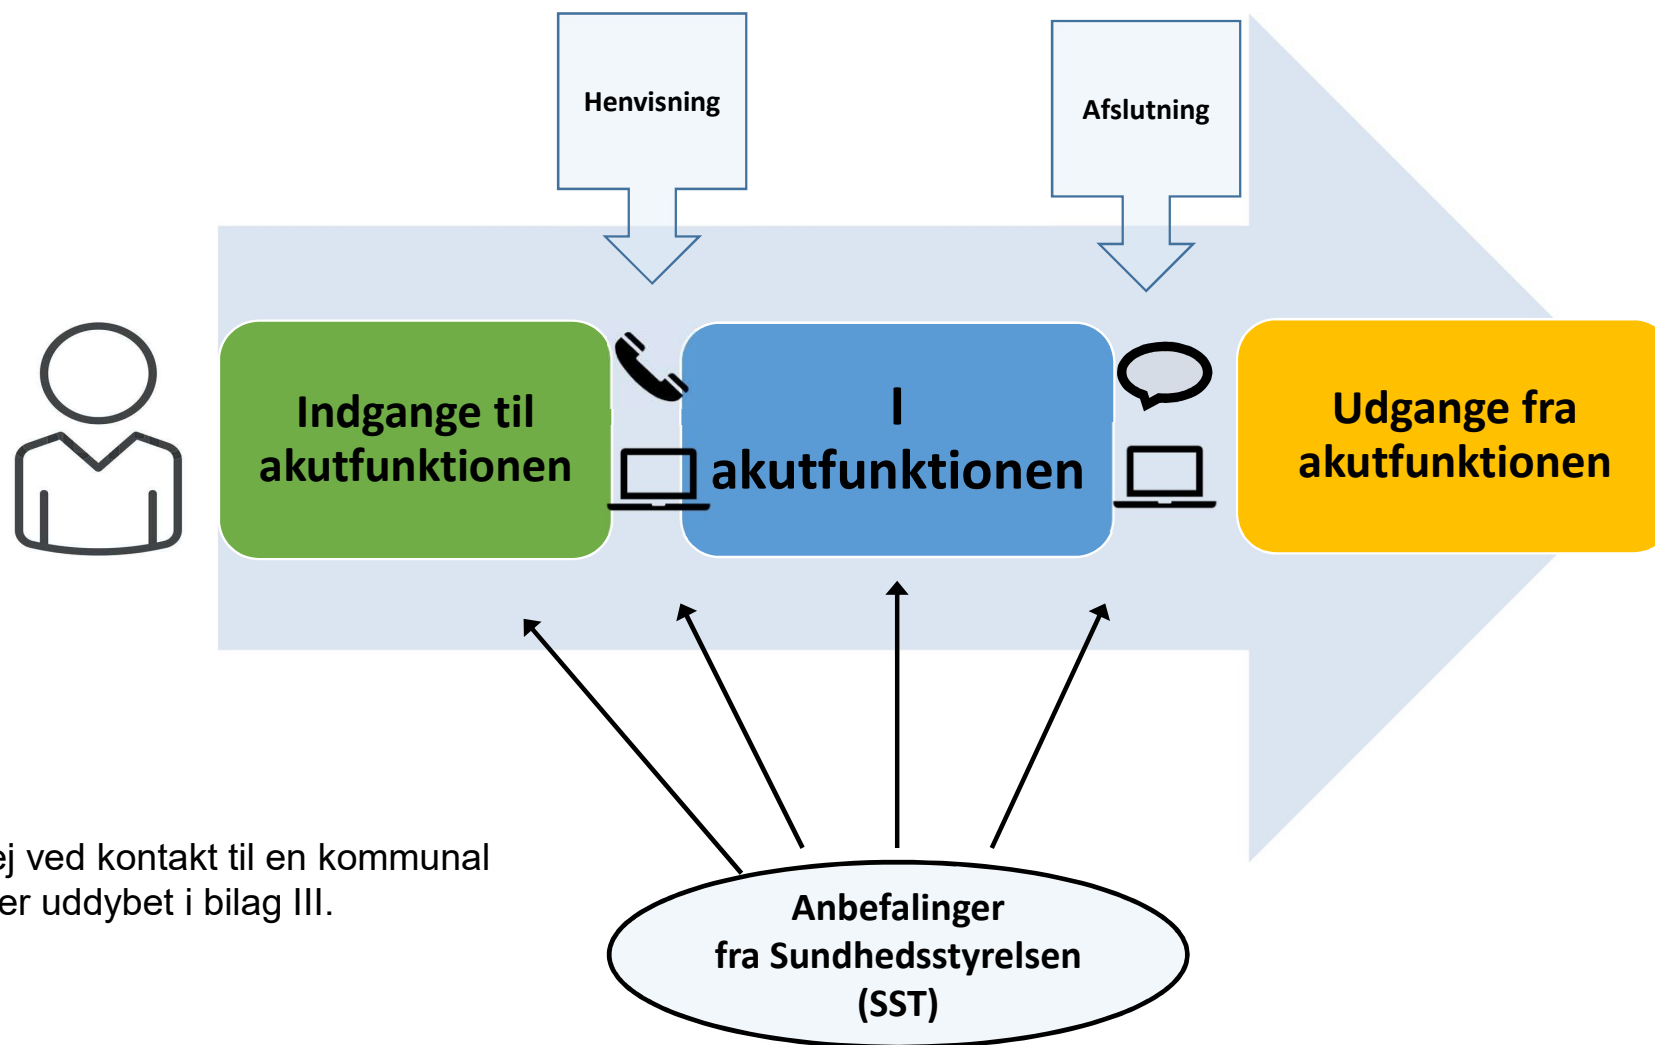 Henvisning
Afslutning
Indgange til
akutfunktionen
I
akutfunktionen
Udgange fra
akutfunktionen
ej ved kontakt til en kommunal
er uddybet i bilag III.
Anbefalinger
fra Sundhedsstyrelsen
(SST)